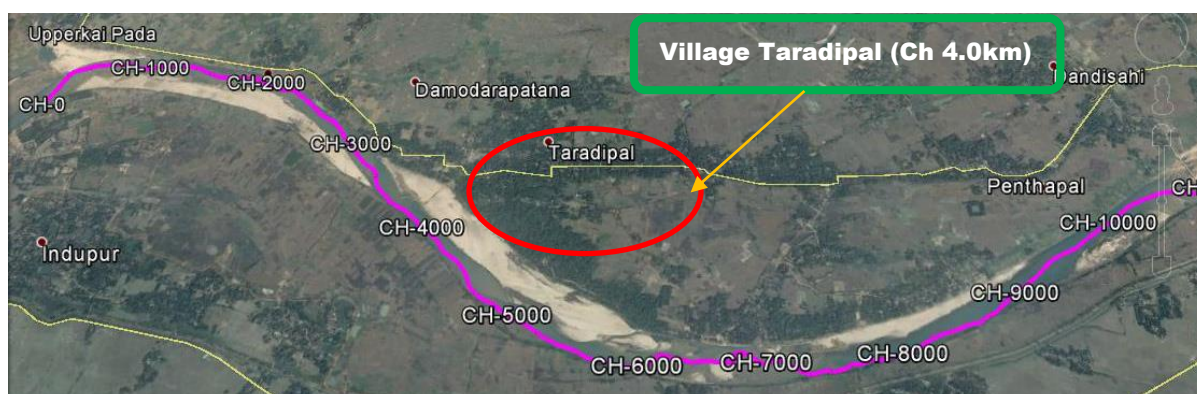 Village Taradipal (Ch 4.0km)
Upperkai Pada
CH-1000
CH-2000
CH-0
Damodarapatana
Dandisahi
CH-3000
Taradipal
Penthapal
CH-4000
CH-10000
CH
Indupur
CH-9000
CH-5000
CH-6000
CH-7000
CH-8000